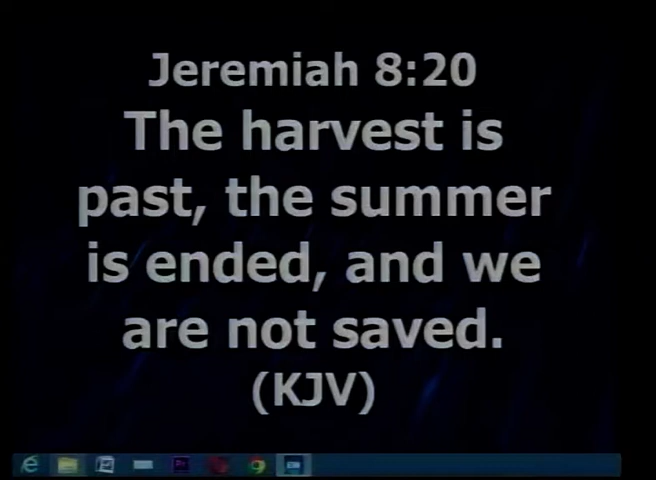 Jeremiah 8:20
The harvest is
past, the summer
is ended, and we
are not saved.
(KJV)